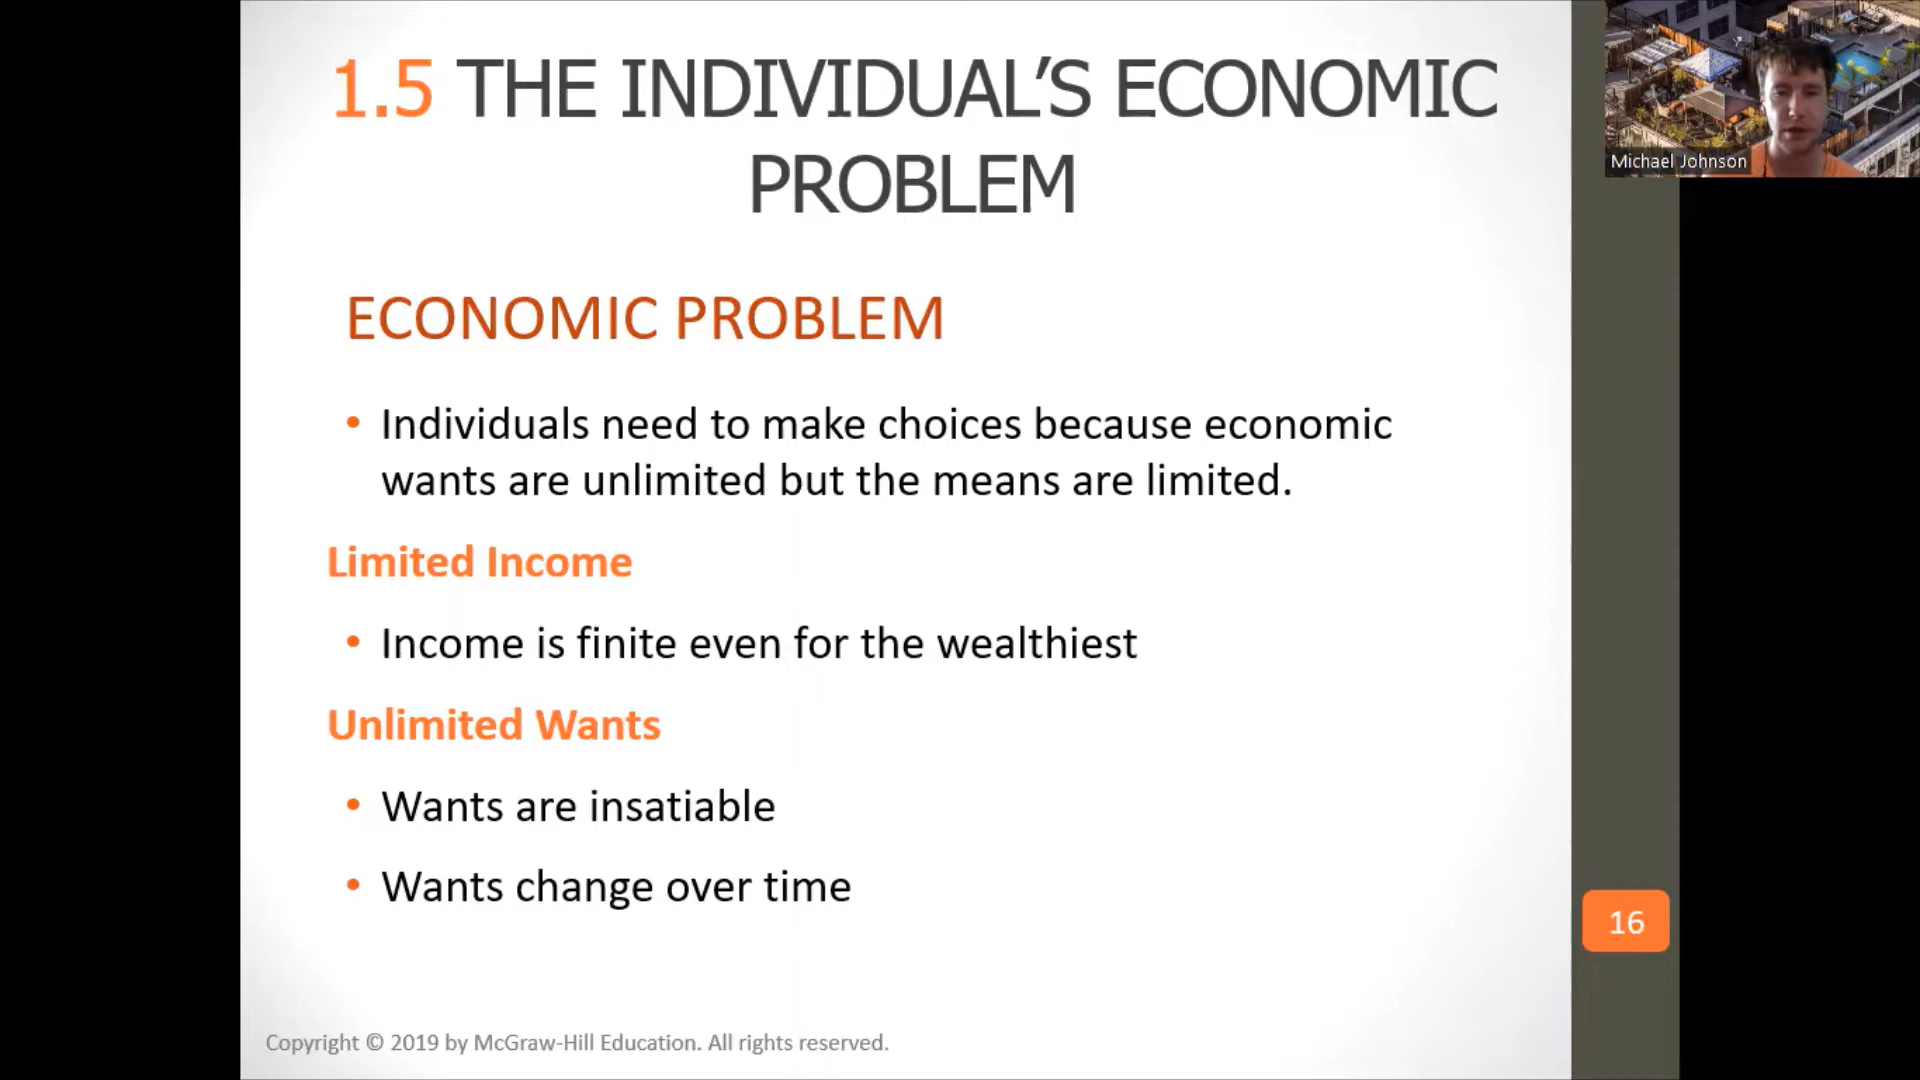 1.5 THE INDIVIDUAL'S ECONOMIC
PROBLEM
Michael Johnson
ECONOMIC PROBLEM
• Individuals need to make choices because economic
wants are unlimited but the means are limited.
Limited Income
• Income is finite even for the wealthiest
Unlimited Wants
• Wants are insatiable
• Wants change over time
16
Copyright © 2019 by McGraw-Hill Education. All rights reserved.